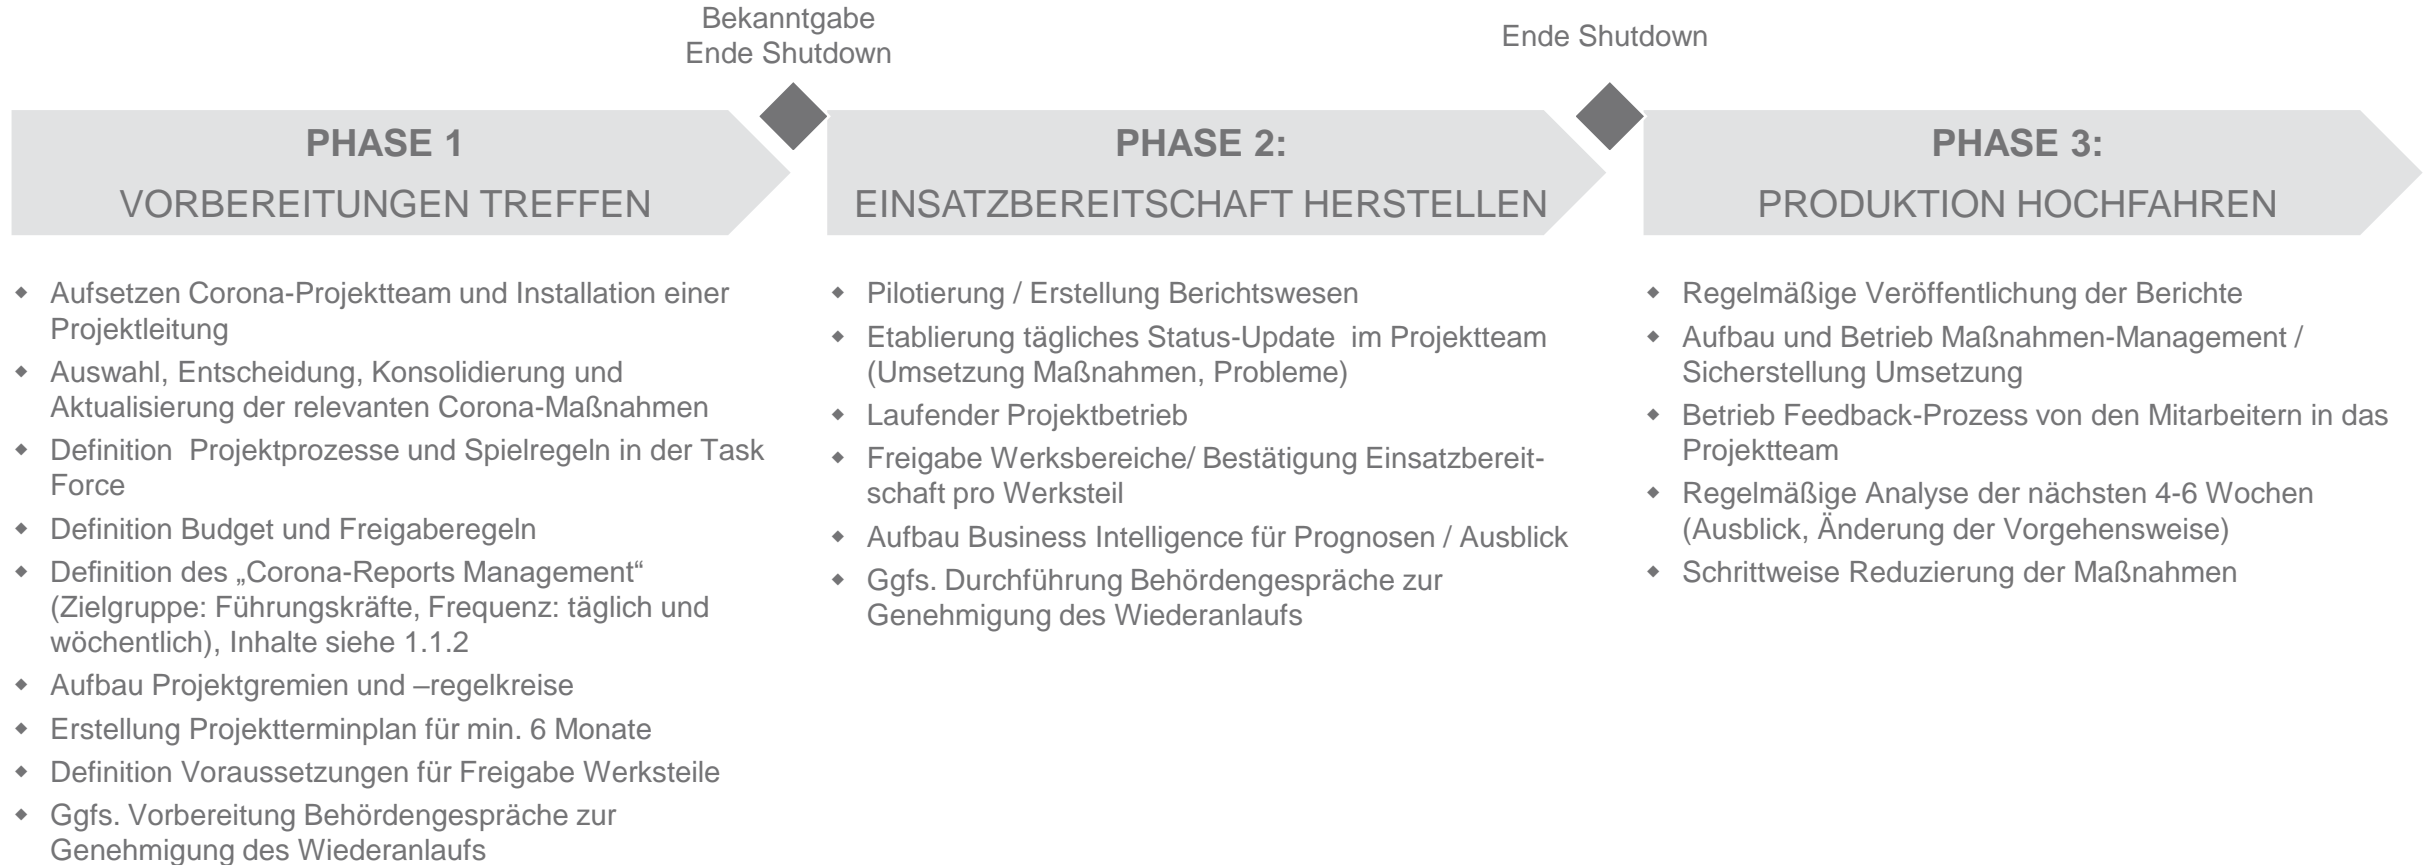 Bekanntgabe
Ende Shutdown
Ende Shutdown
PHASE 1
VORBEREITUNGEN TREFFEN
◆ Aufsetzen Corona-Projektteam und Installation einer
Projektleitung
◆ Auswahl, Entscheidung, Konsolidierung und
Aktualisierung der relevanten Corona-Maßnahmen
◆ Definition  Projektprozesse und Spielregeln in der Task
Force
◆ Definition Budget und Freigaberegeln
◆ Definition des „Corona-Reports Management“
(Zielgruppe: Führungskräfte, Frequenz: täglich und
wöchentlich), Inhalte siehe 1.1.2
◆ Aufbau Projektgremien und –regelkreise
◆ Erstellung Projektterminplan für min. 6 Monate
◆ Definition Voraussetzungen für Freigabe Werksteile
◆ Ggfs. Vorbereitung Behördengespräche zur
Genehmigung des Wiederanlaufs
PHASE 2:
EINSATZBEREITSCHAFT HERSTELLEN
◆ Pilotierung / Erstellung Berichtswesen
◆ Etablierung tägliches Status-Update  im Projektteam
(Umsetzung Maßnahmen, Probleme)
◆ Laufender Projektbetrieb
◆ Freigabe Werksbereiche/ Bestätigung Einsatzbereit-
schaft pro Werksteil
◆ Aufbau Business Intelligence für Prognosen / Ausblick
◆ Ggfs. Durchführung Behördengespräche zur
Genehmigung des Wiederanlaufs
PHASE 3:
PRODUKTION HOCHFAHREN
◆ Regelmäßige Veröffentlichung der Berichte
◆ Aufbau und Betrieb Maßnahmen-Management /
Sicherstellung Umsetzung
◆ Betrieb Feedback-Prozess von den Mitarbeitern in das
Projektteam
◆ Regelmäßige Analyse der nächsten 4-6 Wochen
(Ausblick, Änderung der Vorgehensweise)
◆ Schrittweise Reduzierung der Maßnahmen